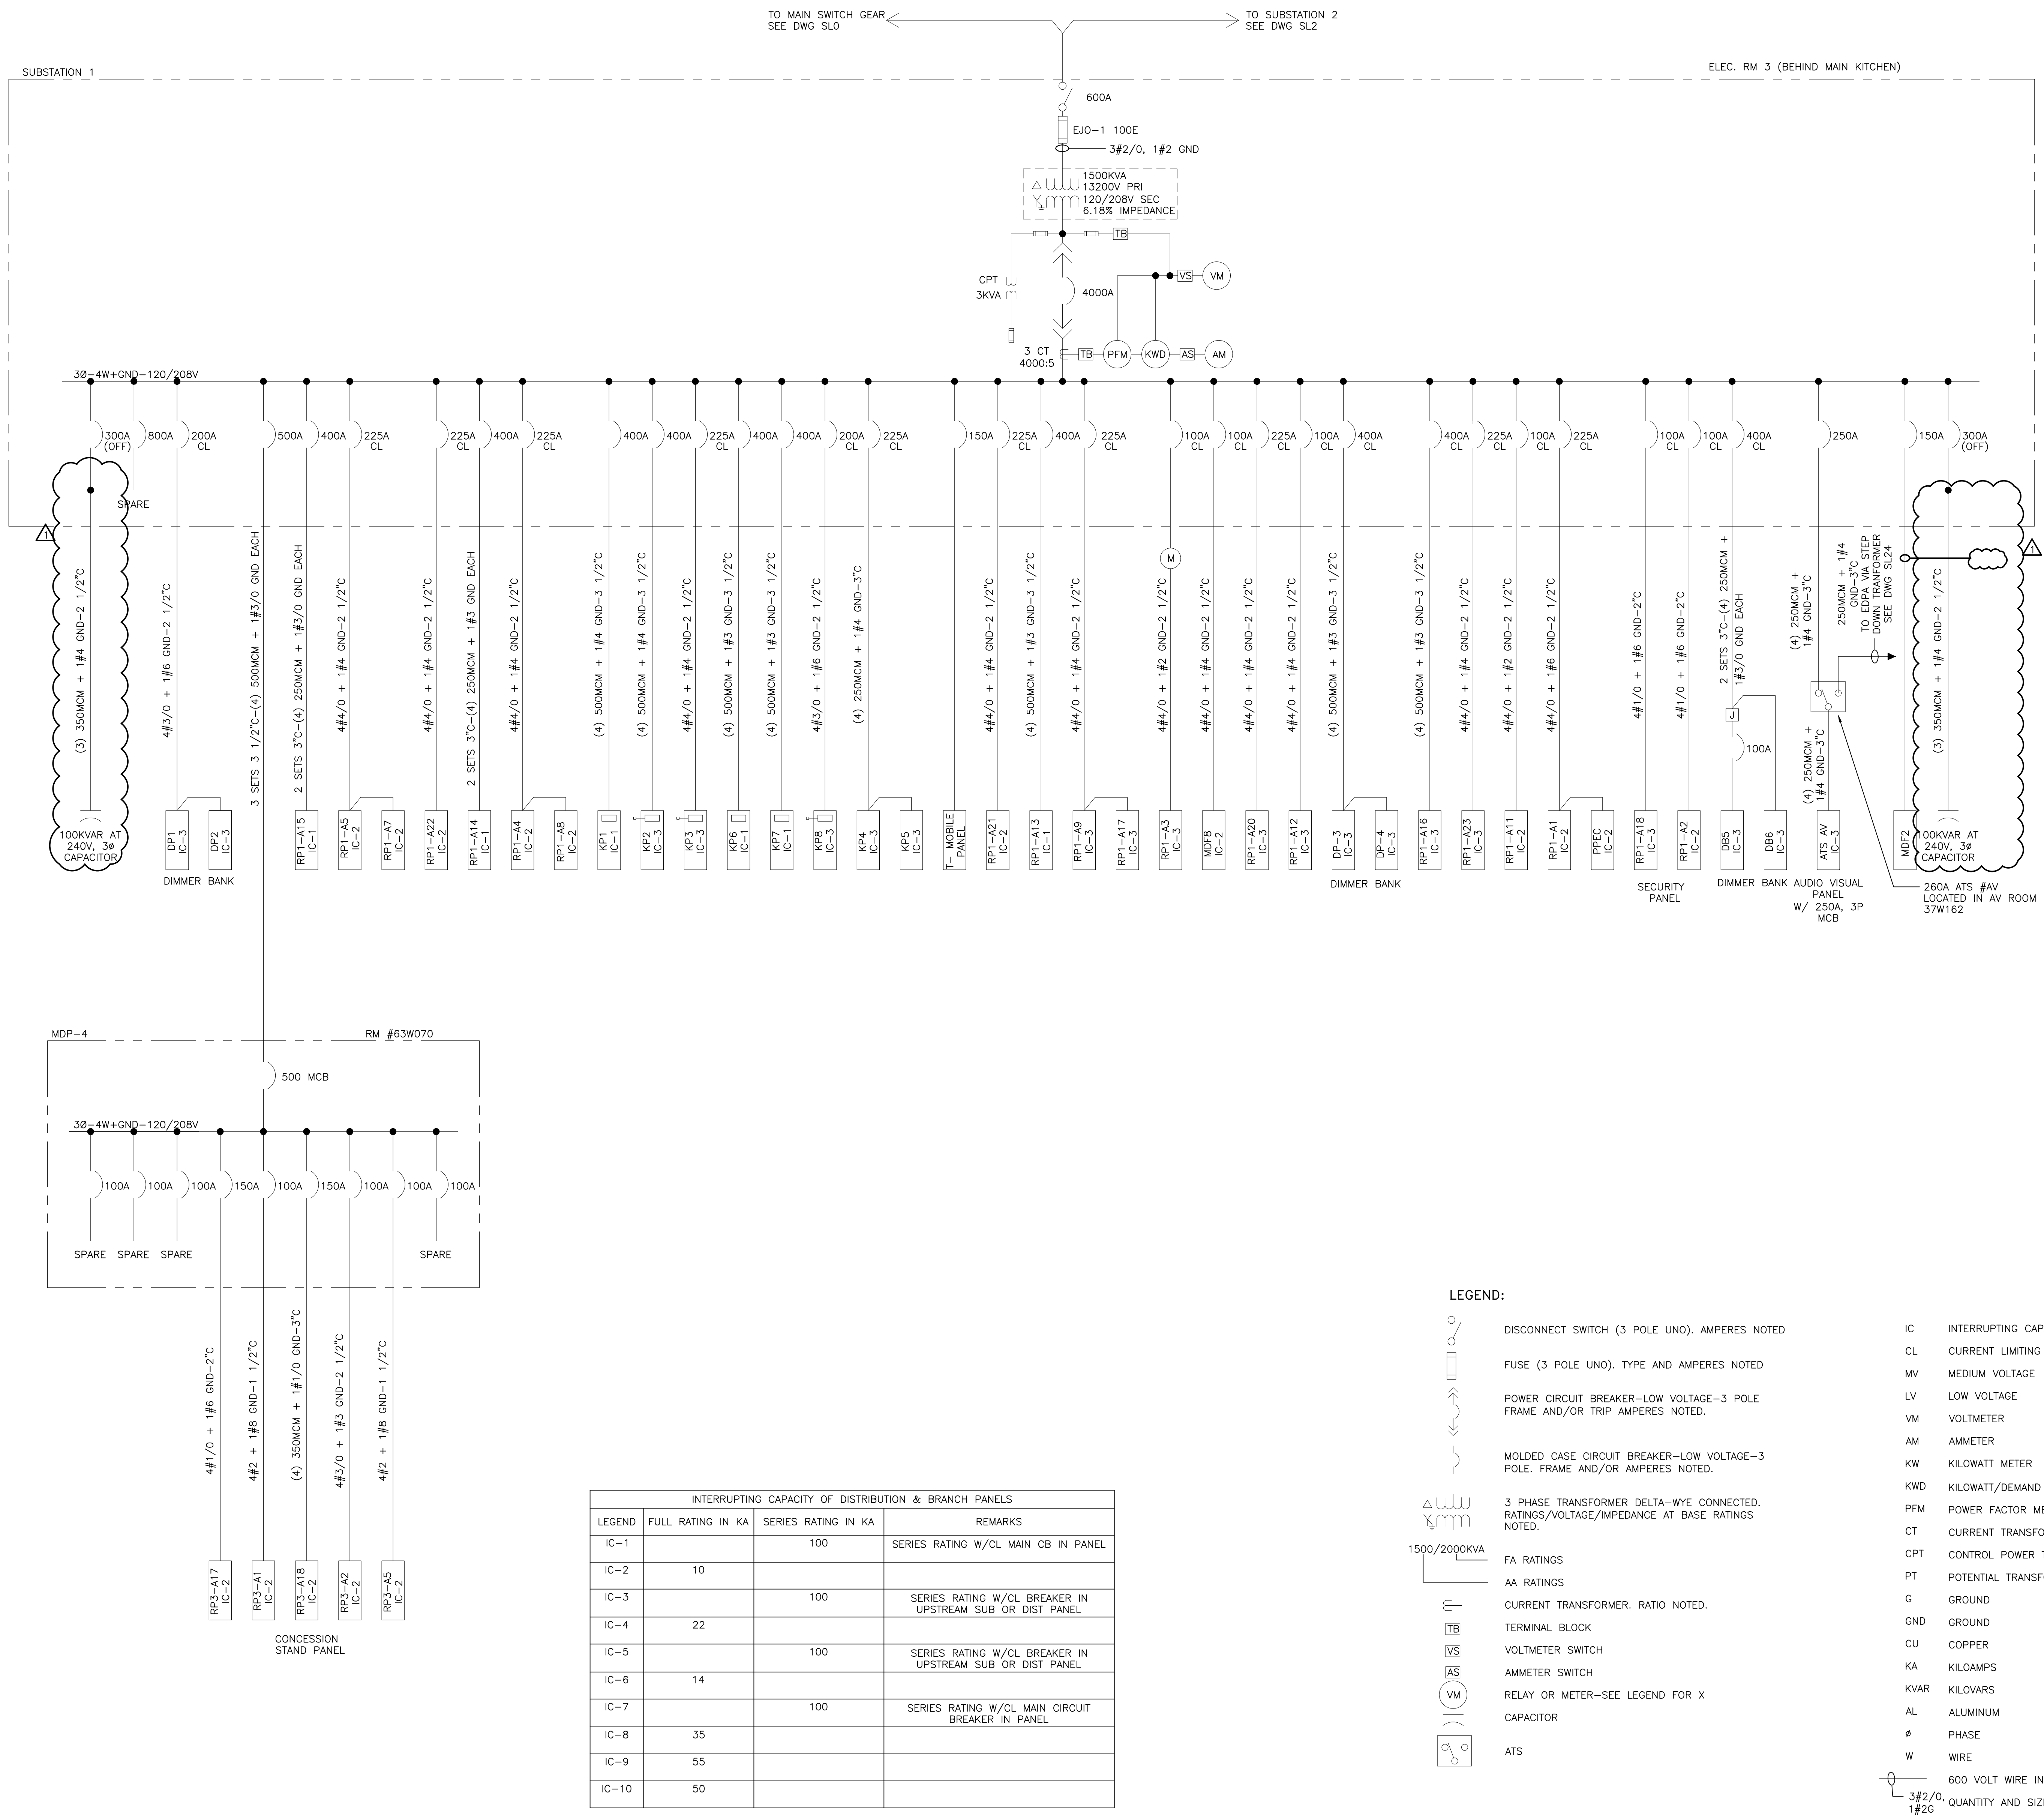 TO MAIN SWITCH GEAR
SEE DWG SL0
TO SUBSTATION 2
SEE DWG SL2
SUBSTATION 1
ELEC. RM 3 (BEHIND MAIN KITCHEN)
600A
EJO-1 100E
3#2/0, 1#2 GND
1500KVA
13200V PRI
120/208V SEC
6.18% IMPEDANCE
TB
CPT
3KVA
4000A
VS
VM
3 CT
4000:5
TB
PFM
KWD
AS
AM
3Ø-4W+GND-120/208V
300A
(OFF)
800A
200A
CL
500A
400A
225A
CL
225A
CL
400A
225A
CL
400A
400A
225A
CL
400A
400A
200A
CL
225A
CL
150A
225A
CL
400A
225A
CL
100A
CL
100A
CL
225A
CL
100A
CL
400A
CL
400A
CL
225A
CL
100A
CL
225A
CL
100A
CL
100A
CL
400A
CL
250A
150A
300A
(OFF)
SPARE
1
1
M
(3) 350MCM + 1#4 GND-2 1/2"C
4#3/0 + 1#6 GND-2 1/2"C
3 SETS 3 1/2"C-(4) 500MCM + 1#3/0 GND EACH
2 SETS 3"C-(4) 250MCM + 1#3/0 GND EACH
4#4/0 + 1#4 GND-2 1/2"C
4#4/0 + 1#4 GND-2 1/2"C
2 SETS 3"C-(4) 250MCM + 1#3 GND EACH
4#4/0 + 1#4 GND-2 1/2"C
(4) 500MCM + 1#4 GND-3 1/2"C
(4) 500MCM + 1#4 GND-3 1/2"C
4#4/0 + 1#4 GND-2 1/2"C
(4) 500MCM + 1#3 GND-3 1/2"C
(4) 500MCM + 1#3 GND-3 1/2"C
4#3/0 + 1#6 GND-2 1/2"C
(4) 250MCM + 1#4 GND-3"C
4#4/0 + 1#4 GND-2 1/2"C
(4) 500MCM + 1#3 GND-3 1/2"C
4#4/0 + 1#4 GND-2 1/2"C
4#4/0 + 1#2 GND-2 1/2"C
4#4/0 + 1#4 GND-2 1/2"C
4#4/0 + 1#4 GND-2 1/2"C
4#4/0 + 1#4 GND-2 1/2"C
(4) 500MCM + 1#3 GND-3 1/2"C
(4) 500MCM + 1#3 GND-3 1/2"C
4#4/0 + 1#4 GND-2 1/2"C
4#4/0 + 1#2 GND-2 1/2"C
4#4/0 + 1#6 GND-2 1/2"C
4#1/0 + 1#6 GND-2"C
4#1/0 + 1#6 GND-2"C
2 SETS 3"C-(4) 250MCM +
1#3/0 GND EACH
(4) 250MCM +
1#4 GND-3"C
250MCM + 1#4
GND-3"C
TO EDPA VIA STEP
DOWN TRANFORMER
SEE DWG SL24
(3) 350MCM + 1#4 GND-2 1/2"C
J
100A
(4) 250MCM +
1#4 GND-3"C
100KVAR AT
240V, 3ø
CAPACITOR
DP1
IC-3
DP2
IC-3
RP1-A15
IC-1
RP1-A5
IC-2
RP1-A7
IC-2
RP1-A22
IC-2
RP1-A14
IC-1
RP1-A4
IC-2
RP1-A8
IC-2
KP1
IC-1
KP2
IC-3
KP3
IC-3
KP6
IC-1
KP7
IC-1
KP8
IC-3
KP4
IC-3
KP5
IC-3
T- MOBILE
PANEL
RP1-A21
IC-2
RP1-A13
IC-1
RP1-A9
IC-3
RP1-A17
IC-3
RP1-A3
IC-2
MDF8
IC-2
RP1-A20
IC-2
RP1-A12
IC-2
DP-3
IC-3
DP-4
IC-3
RP1-A16
IC-3
RP1-A23
IC-3
RP1-A11
IC-2
RP1-A1
IC-2
PPEC
IC-2
RP1-A18
IC-3
RP1-A2
IC-2
DB5
IC-3
DB6
IC-3
ATS AV
IC-3
MDF2
100KVAR AT
240V, 3ø
CAPACITOR
DIMMER BANK
DIMMER BANK
SECURITY
PANEL
DIMMER BANK
AUDIO VISUAL
PANEL
W/ 250A, 3P
MCB
260A ATS #AV
LOCATED IN AV ROOM
37W162
MDP-4
RM #63W070
500 MCB
3Ø-4W+GND-120/208V
100A
100A
100A
150A
100A
150A
100A
100A
100A
SPARE
SPARE
SPARE
SPARE
4#1/0 + 1#6 GND-2"C
4#2 + 1#8 GND-1 1/2"C
(4) 350MCM + 1#1/0 GND-3"C
4#3/0 + 1#3 GND-2 1/2"C
4#2 + 1#8 GND-1 1/2"C
RP3-A17
IC-2
RP3-A1
IC-2
RP3-A18
IC-2
RP3-A2
IC-2
RP3-A5
IC-2
CONCESSION
STAND PANEL
INTERRUPTING CAPACITY OF DISTRIBUTION & BRANCH PANELS
LEGEND FULL RATING IN KA SERIES RATING IN KA REMARKS
IC-1 100 SERIES RATING W/CL MAIN CB IN PANEL
IC-2 10
IC-3 100 SERIES RATING W/CL BREAKER IN
UPSTREAM SUB OR DIST PANEL
IC-4 22
IC-5 100 SERIES RATING W/CL BREAKER IN
UPSTREAM SUB OR DIST PANEL
IC-6 14
IC-7 100 SERIES RATING W/CL MAIN CIRCUIT
BREAKER IN PANEL
IC-8 35
IC-9 55
IC-10 50
LEGEND:
DISCONNECT SWITCH (3 POLE UNO). AMPERES NOTED
FUSE (3 POLE UNO). TYPE AND AMPERES NOTED
POWER CIRCUIT BREAKER-LOW VOLTAGE-3 POLE
FRAME AND/OR TRIP AMPERES NOTED.
MOLDED CASE CIRCUIT BREAKER-LOW VOLTAGE-3
POLE. FRAME AND/OR AMPERES NOTED.
3 PHASE TRANSFORMER DELTA-WYE CONNECTED.
RATINGS/VOLTAGE/IMPEDANCE AT BASE RATINGS
NOTED.
1500/2000KVA
FA RATINGS
AA RATINGS
CURRENT TRANSFORMER. RATIO NOTED.
TB TERMINAL BLOCK
VS VOLTMETER SWITCH
AS AMMETER SWITCH
VM RELAY OR METER-SEE LEGEND FOR X
CAPACITOR
ATS
IC INTERRUPTING CAP
CL CURRENT LIMITING
MV MEDIUM VOLTAGE
LV LOW VOLTAGE
VM VOLTMETER
AM AMMETER
KW KILOWATT METER
KWD KILOWATT/DEMAND
PFM POWER FACTOR ME
CT CURRENT TRANSFO
CPT CONTROL POWER T
PT POTENTIAL TRANSF
G GROUND
GND GROUND
CU COPPER
KA KILOAMPS
KVAR KILOVARS
AL ALUMINUM
ø PHASE
W WIRE
600 VOLT WIRE IN
3#2/0,
1#2G
QUANTITY AND SIZ